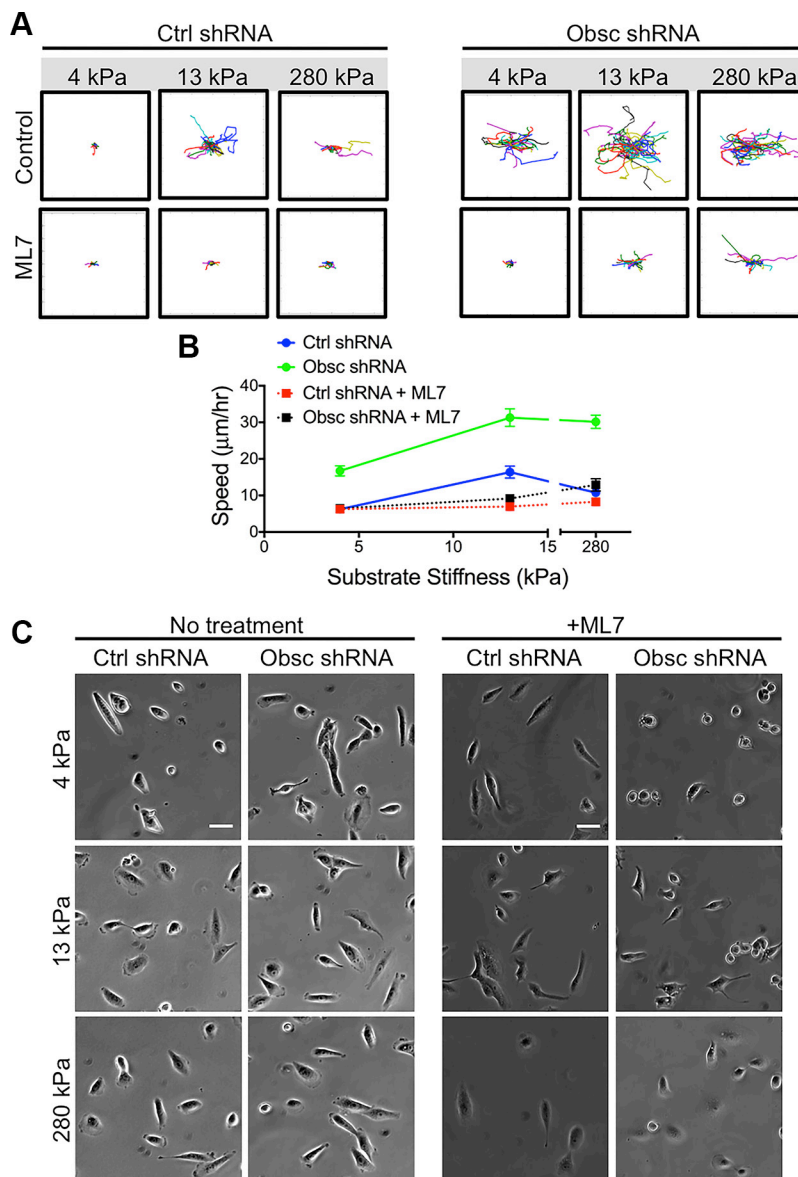 A
Ctrl shRNA
Obsc shRNA
4 kPa 13 kPa 280 kPa
4 kPa 13 kPa 280 kPa
Control
ML7
B
Ctrl shRNA
Obsc shRNA
Ctrl shRNA + ML7
Obsc shRNA + ML7
Speed (μm/hr)
40
30
20
10
0
0 5 10 15 280
Substrate Stiffness (kPa)
C
No treatment
+ML7
Ctrl shRNA Obsc shRNA
Ctrl shRNA Obsc shRNA
4 kPa
13 kPa
280 kPa